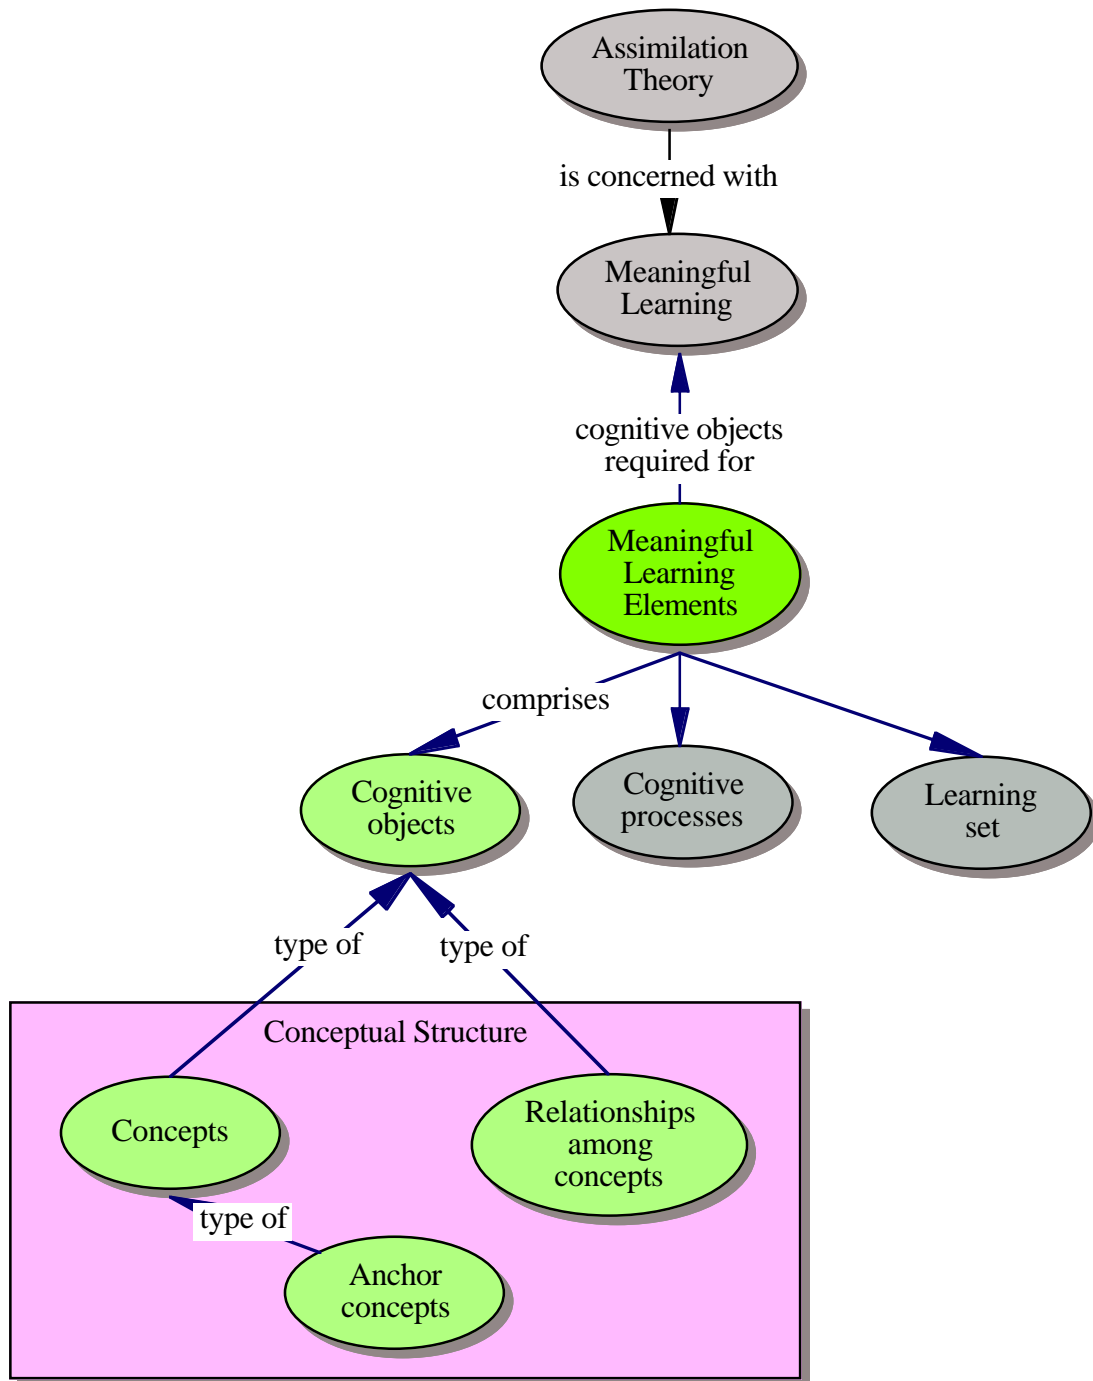 Assimilation
Theory
is concerned with
Meaningful
Learning
cognitive objects
required for
Meaningful
Learning
Elements
comprises
Cognitive
objects
Cognitive
processes
Learning
set
type of
type of
Conceptual Structure
Concepts
Relationships
among
concepts
type of
Anchor
concepts